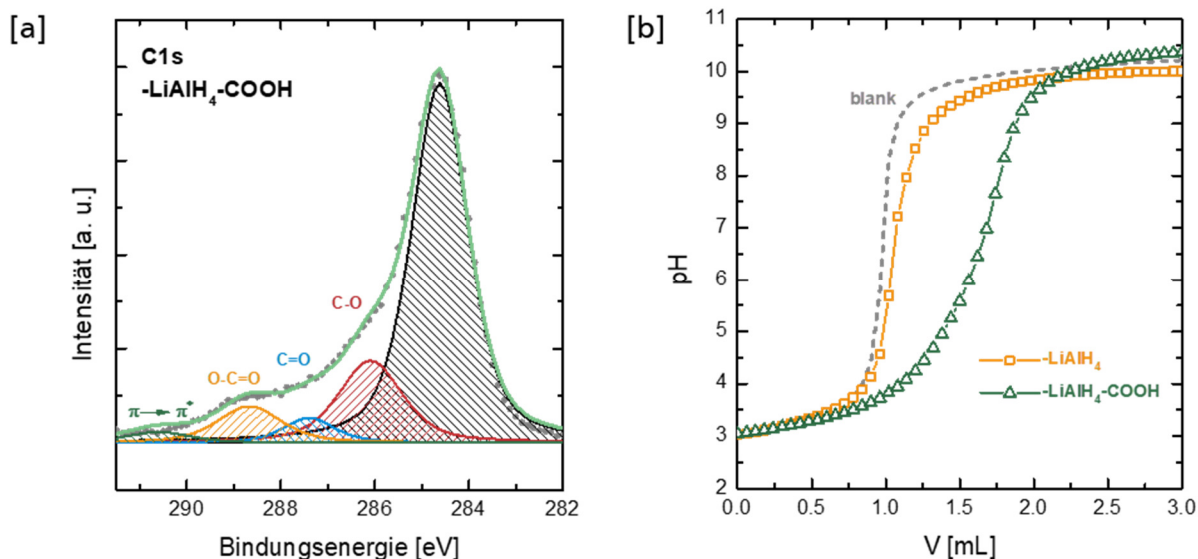 [a]
C1s
-LiAlH4-COOH
C-O
C=O
O-C=O
π→π*
Intensität [a. u.]
290 288 286 284 282
Bindungsenergie [eV]
[b]
11
10
9
8
7
6
5
4
3
2
pH
blank
-LiAlH4
-LiAlH4-COOH
0.0 0.5 1.0 1.5 2.0 2.5 3.0
V [mL]